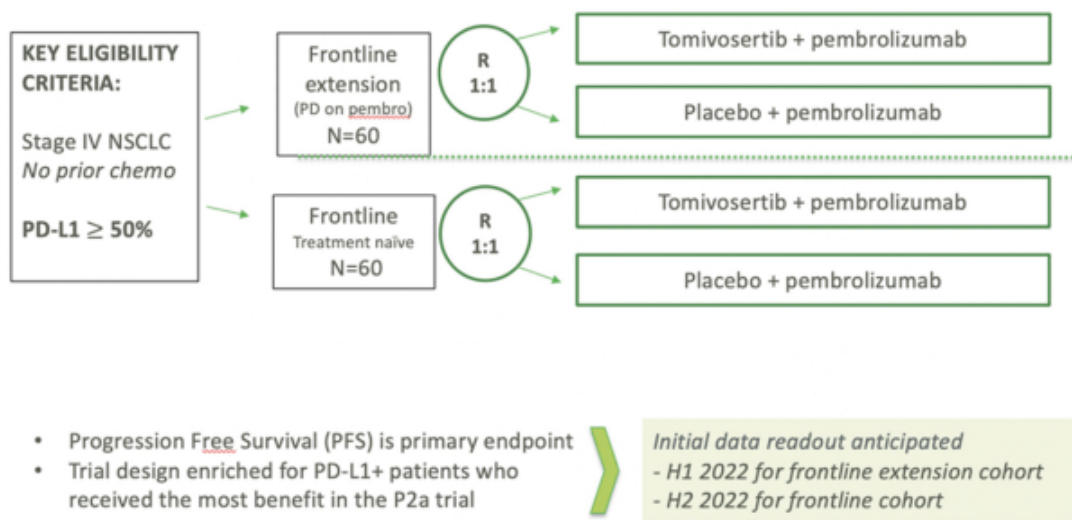 KEY ELIGIBILITY
CRITERIA:
Stage IV NSCLC
No prior chemo
PD-L1 ≥ 50%
Frontline
extension
(PD on pembro)
N=60
R
1:1
Tomivosertib + pembrolizumab
Placebo + pembrolizumab
Frontline
Treatment naïve
N=60
R
1:1
Tomivosertib + pembrolizumab
Placebo + pembrolizumab
• Progression Free Survival (PFS) is primary endpoint
• Trial design enriched for PD-L1+ patients who
received the most benefit in the P2a trial
Initial data readout anticipated
- H1 2022 for frontline extension cohort
- H2 2022 for frontline cohort